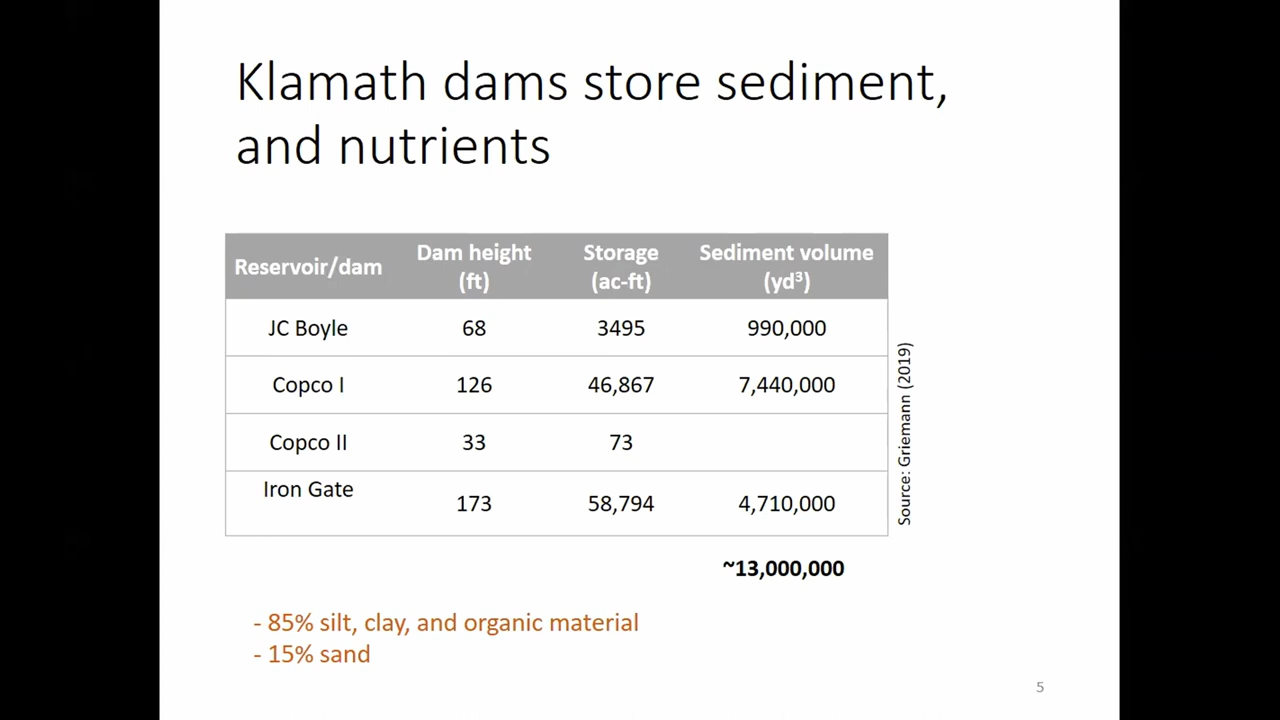 Klamath dams store sediment,
and nutrients
Reservoir/dam Dam height (ft) Storage (ac-ft) Sediment volume (yd³)
JC Boyle 68 3495 990,000
Copco I 126 46,867 7,440,000
Copco II 33 73
Iron Gate 173 58,794 4,710,000
~13,000,000
Source: Griemann (2019)
- 85% silt, clay, and organic material
- 15% sand
5